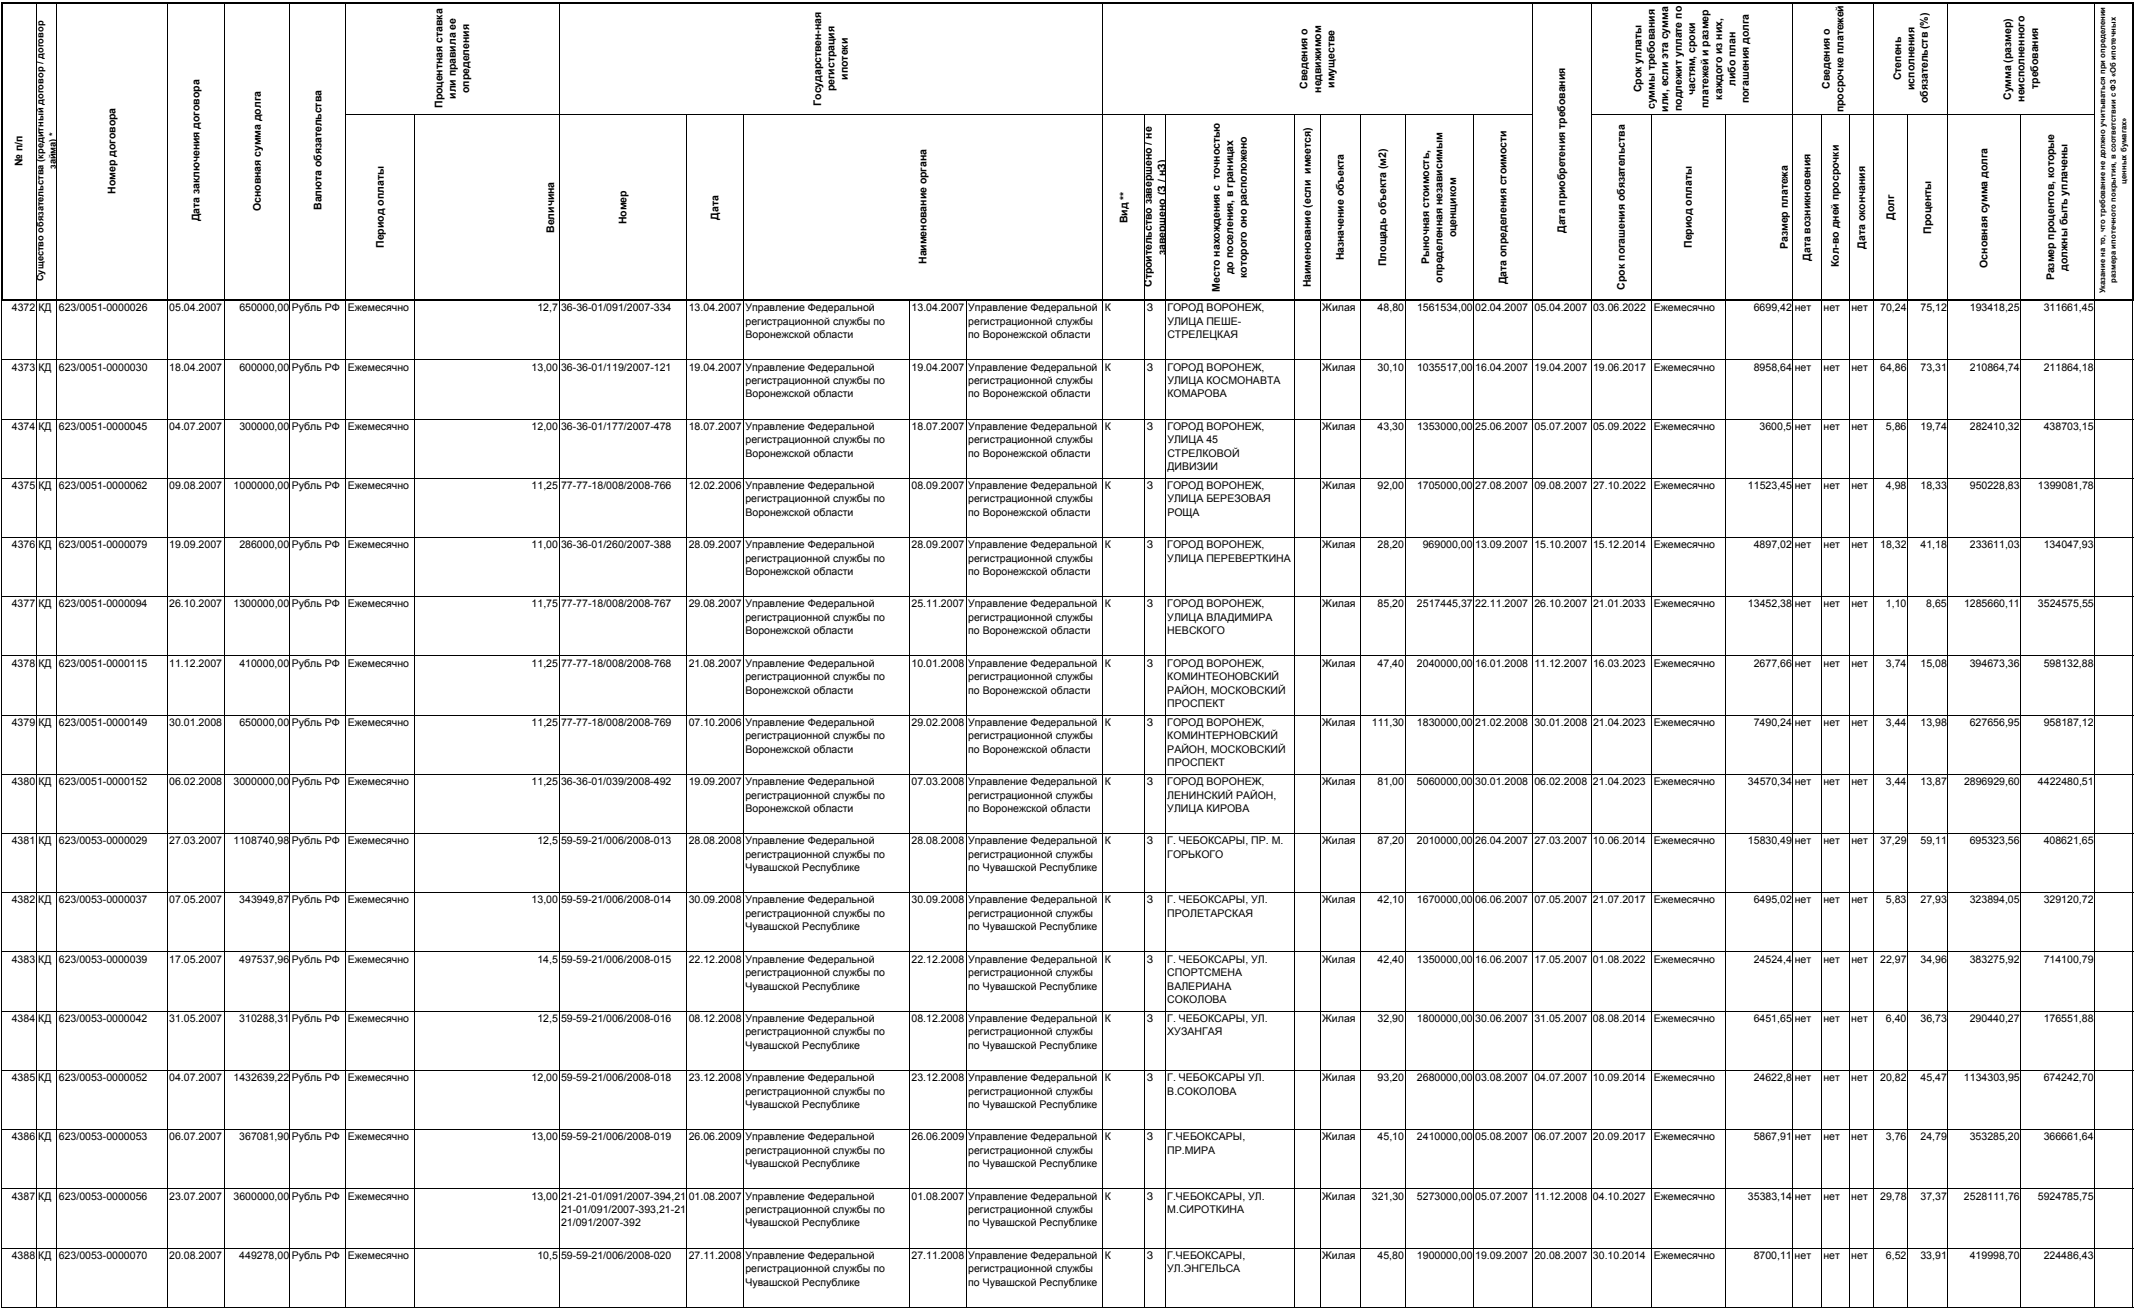 № п/п
Существо обязательства (кредитный договор / договор
займа) *
Номер договора
Дата заключения договора
Основная сумма долга
Валюта обязательства
Процентная ставка
или правила ее
определения
Период оплаты
Величина
Государствен-ная
регистрация
ипотеки
Номер
Дата
Наименование органа
Сведения о
недвижимом
имуществе
Вид **
Строительство завершено / не
завершено (З / нЗ)
Место нахождения с точностью
до поселения, в границах
которого оно расположено
Наименование (если имеется)
Назначение объекта
Площадь объекта (м2)
Рыночная стоимость,
определенная независимым
оценщиком
Дата определения стоимости
Дата приобретения требования
Срок уплаты
суммы требования
или, если эта сумма
подлежит уплате по
частям, сроки
платежей и размер
каждого из них,
либо план
погашения долга
Срок погашения обязательства
Период оплаты
Размер платежа
Сведения о
просрочке платежей
Дата возникновения
Кол-во дней просрочки
Дата окончания
Степень
исполнения
обязательств (%)
Долг
Проценты
Сумма (размер)
неисполненного
требования
Основная сумма долга
Размер процентов, которые
должны быть уплачены
Указание на то, что требование не должно учитываться при определении
размера ипотечного покрытия, в соответствии с ФЗ «Об ипотечных
ценных бумагах»
4372 КД 623/0051-0000026 05.04.2007 650000,00 Рубль РФ Ежемесячно 12,7 36-36-01/091/2007-334 13.04.2007 Управление Федеральной 13.04.2007 Управление Федеральной К З ГОРОД ВОРОНЕЖ, Жилая 48,80 1561534,00 02.04.2007 05.04.2007 03.06.2022 Ежемесячно 6699,42 нет нет нет 70,24 75,12 193418,25 311661,45
регистрационной службы по регистрационной службы УЛИЦА ПЕШЕ-
Воронежской области по Воронежской области СТРЕЛЕЦКАЯ
4373 КД 623/0051-0000030 18.04.2007 600000,00 Рубль РФ Ежемесячно 13,00 36-36-01/119/2007-121 19.04.2007 Управление Федеральной 19.04.2007 Управление Федеральной К З ГОРОД ВОРОНЕЖ, Жилая 30,10 1035517,00 16.04.2007 19.04.2007 19.06.2017 Ежемесячно 8958,64 нет нет нет 64,86 73,31 210864,74 211864,18
регистрационной службы по регистрационной службы УЛИЦА КОСМОНАВТА
Воронежской области по Воронежской области КОМАРОВА
4374 КД 623/0051-0000045 04.07.2007 300000,00 Рубль РФ Ежемесячно 12,00 36-36-01/177/2007-478 18.07.2007 Управление Федеральной 18.07.2007 Управление Федеральной К З ГОРОД ВОРОНЕЖ, Жилая 43,30 1353000,00 25.06.2007 05.07.2007 05.09.2022 Ежемесячно 3600,5 нет нет нет 5,86 19,74 282410,32 438703,15
регистрационной службы по регистрационной службы УЛИЦА 45
Воронежской области по Воронежской области СТРЕЛКОВОЙ
ДИВИЗИИ
4375 КД 623/0051-0000062 09.08.2007 1000000,00 Рубль РФ Ежемесячно 11,25 77-77-18/008/2008-766 12.02.2006 Управление Федеральной 08.09.2007 Управление Федеральной К З ГОРОД ВОРОНЕЖ, Жилая 92,00 1705000,00 27.08.2007 09.08.2007 27.10.2022 Ежемесячно 11523,45 нет нет нет 4,98 18,33 950228,83 1399081,78
регистрационной службы по регистрационной службы УЛИЦА БЕРЕЗОВАЯ
Воронежской области по Воронежской области РОЩА
4376 КД 623/0051-0000079 19.09.2007 286000,00 Рубль РФ Ежемесячно 11,00 36-36-01/260/2007-388 28.09.2007 Управление Федеральной 28.09.2007 Управление Федеральной К З ГОРОД ВОРОНЕЖ, Жилая 28,20 969000,00 13.09.2007 15.10.2007 15.12.2014 Ежемесячно 4897,02 нет нет нет 18,32 41,18 233611,03 134047,93
регистрационной службы по регистрационной службы УЛИЦА ПЕРЕВЕРТКИНА
Воронежской области по Воронежской области
4377 КД 623/0051-0000094 26.10.2007 1300000,00 Рубль РФ Ежемесячно 11,75 77-77-18/008/2008-767 29.08.2007 Управление Федеральной 25.11.2007 Управление Федеральной К З ГОРОД ВОРОНЕЖ, Жилая 85,20 2517445,37 22.11.2007 26.10.2007 21.01.2033 Ежемесячно 13452,38 нет нет нет 1,10 8,65 1285660,11 3524575,55
регистрационной службы по регистрационной службы УЛИЦА ВЛАДИМИРА
Воронежской области по Воронежской области НЕВСКОГО
4378 КД 623/0051-0000115 11.12.2007 410000,00 Рубль РФ Ежемесячно 11,25 77-77-18/008/2008-768 21.08.2007 Управление Федеральной 10.01.2008 Управление Федеральной К З ГОРОД ВОРОНЕЖ, Жилая 47,40 2040000,00 16.01.2008 11.12.2007 16.03.2023 Ежемесячно 2677,66 нет нет нет 3,74 15,08 394673,36 598132,88
регистрационной службы по регистрационной службы КОМИНТЕОНОВСКИЙ
Воронежской области по Воронежской области РАЙОН, МОСКОВСКИЙ
ПРОСПЕКТ
4379 КД 623/0051-0000149 30.01.2008 650000,00 Рубль РФ Ежемесячно 11,25 77-77-18/008/2008-769 07.10.2006 Управление Федеральной 29.02.2008 Управление Федеральной К З ГОРОД ВОРОНЕЖ, Жилая 111,30 1830000,00 21.02.2008 30.01.2008 21.04.2023 Ежемесячно 7490,24 нет нет нет 3,44 13,98 627656,95 958187,12
регистрационной службы по регистрационной службы КОМИНТЕРНОВСКИЙ
Воронежской области по Воронежской области РАЙОН, МОСКОВСКИЙ
ПРОСПЕКТ
4380 КД 623/0051-0000152 06.02.2008 3000000,00 Рубль РФ Ежемесячно 11,25 36-36-01/039/2008-492 19.09.2007 Управление Федеральной 07.03.2008 Управление Федеральной К З ГОРОД ВОРОНЕЖ, Жилая 81,00 5060000,00 30.01.2008 06.02.2008 21.04.2023 Ежемесячно 34570,34 нет нет нет 3,44 13,87 2896929,60 4422480,51
регистрационной службы по регистрационной службы ЛЕНИНСКИЙ РАЙОН,
Воронежской области по Воронежской области УЛИЦА КИРОВА
4381 КД 623/0053-0000029 27.03.2007 1108740,98 Рубль РФ Ежемесячно 12,5 59-59-21/006/2008-013 28.08.2008 Управление Федеральной 28.08.2008 Управление Федеральной К З Г. ЧЕБОКСАРЫ, ПР. М. Жилая 87,20 2010000,00 26.04.2007 27.03.2007 10.06.2014 Ежемесячно 15830,49 нет нет нет 37,29 59,11 695323,56 408621,65
регистрационной службы по регистрационной службы ГОРЬКОГО
Чувашской Республике по Чувашской Республике
4382 КД 623/0053-0000037 07.05.2007 343949,87 Рубль РФ Ежемесячно 13,00 59-59-21/006/2008-014 30.09.2008 Управление Федеральной 30.09.2008 Управление Федеральной К З Г. ЧЕБОКСАРЫ, УЛ. Жилая 42,10 1670000,00 06.06.2007 07.05.2007 21.07.2017 Ежемесячно 6495,02 нет нет нет 5,83 27,93 323894,05 329120,72
регистрационной службы по регистрационной службы ПРОЛЕТАРСКАЯ
Чувашской Республике по Чувашской Республике
4383 КД 623/0053-0000039 17.05.2007 497537,96 Рубль РФ Ежемесячно 14,5 59-59-21/006/2008-015 22.12.2008 Управление Федеральной 22.12.2008 Управление Федеральной К З Г. ЧЕБОКСАРЫ, УЛ. Жилая 42,40 1350000,00 16.06.2007 17.05.2007 01.08.2022 Ежемесячно 24524,4 нет нет нет 22,97 34,96 383275,92 714100,79
регистрационной службы по регистрационной службы СПОРТСМЕНА
Чувашской Республике по Чувашской Республике ВАЛЕРИАНА
СОКОЛОВА
4384 КД 623/0053-0000042 31.05.2007 310288,31 Рубль РФ Ежемесячно 12,5 59-59-21/006/2008-016 08.12.2008 Управление Федеральной 08.12.2008 Управление Федеральной К З Г. ЧЕБОКСАРЫ, УЛ. Жилая 32,90 1800000,00 30.06.2007 31.05.2007 08.08.2014 Ежемесячно 6451,65 нет нет нет 6,40 36,73 290440,27 176551,88
регистрационной службы по регистрационной службы ХУЗАНГАЯ
Чувашской Республике по Чувашской Республике
4385 КД 623/0053-0000052 04.07.2007 1432639,22 Рубль РФ Ежемесячно 12,00 59-59-21/006/2008-018 23.12.2008 Управление Федеральной 23.12.2008 Управление Федеральной К З Г. ЧЕБОКСАРЫ УЛ. Жилая 93,20 2680000,00 03.08.2007 04.07.2007 10.09.2014 Ежемесячно 24622,8 нет нет нет 20,82 45,47 1134303,95 674242,70
регистрационной службы по регистрационной службы В.СОКОЛОВА
Чувашской Республике по Чувашской Республике
4386 КД 623/0053-0000053 06.07.2007 367081,90 Рубль РФ Ежемесячно 13,00 59-59-21/006/2008-019 26.06.2009 Управление Федеральной 26.06.2009 Управление Федеральной К З Г.ЧЕБОКСАРЫ, Жилая 45,10 2410000,00 05.08.2007 06.07.2007 20.09.2017 Ежемесячно 5867,91 нет нет нет 3,76 24,79 353285,20 366661,64
регистрационной службы по регистрационной службы ПР.МИРА
Чувашской Республике по Чувашской Республике
4387 КД 623/0053-0000056 23.07.2007 3600000,00 Рубль РФ Ежемесячно 13,00 21-21-01/091/2007-394,21 01.08.2007 Управление Федеральной 01.08.2007 Управление Федеральной К З Г.ЧЕБОКСАРЫ, УЛ. Жилая 321,30 5273000,00 05.07.2007 11.12.2008 04.10.2027 Ежемесячно 35383,14 нет нет нет 29,78 37,37 2528111,76 5924785,75
21-01/091/2007-393,21-21 регистрационной службы по регистрационной службы М.СИРОТКИНА
21/091/2007-392 Чувашской Республике по Чувашской Республике
4388 КД 623/0053-0000070 20.08.2007 449278,00 Рубль РФ Ежемесячно 10,5 59-59-21/006/2008-020 27.11.2008 Управление Федеральной 27.11.2008 Управление Федеральной К З Г.ЧЕБОКСАРЫ, Жилая 45,80 1900000,00 19.09.2007 20.08.2007 30.10.2014 Ежемесячно 8700,11 нет нет нет 6,52 33,91 419998,70 224486,43
регистрационной службы по регистрационной службы УЛ.ЭНГЕЛЬСА
Чувашской Республике по Чувашской Республике